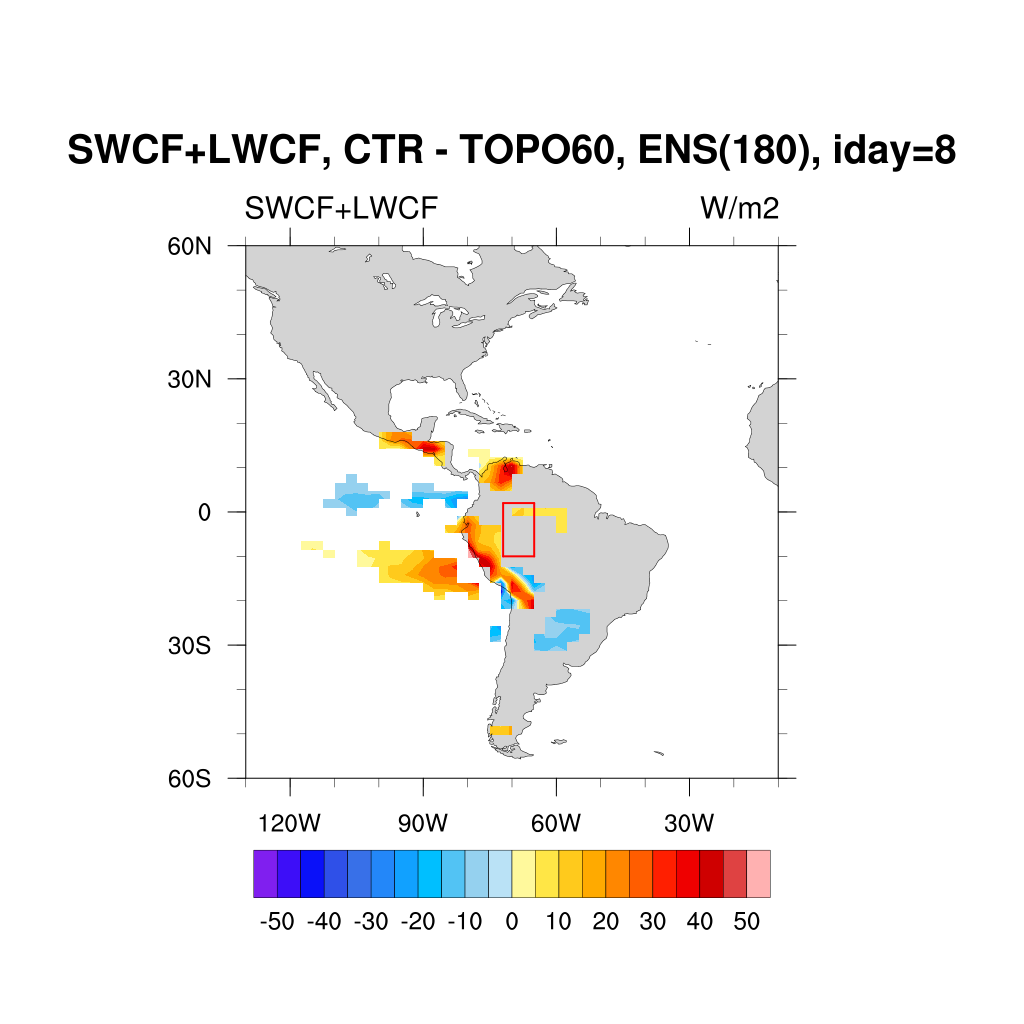 SWCF+LWCF, CTR - TOPO60, ENS(180), iday=8
SWCF+LWCF W/m2
60N
30N
0
30S
60S
120W 90W 60W 30W
-50 -40 -30 -20 -10 0 10 20 30 40 50